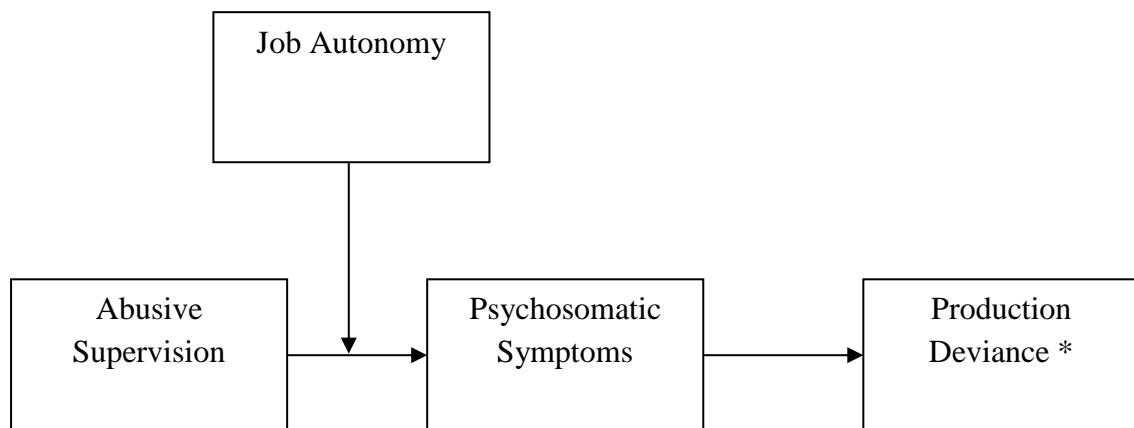 Job Autonomy
Abusive
Supervision
Psychosomatic
Symptoms
Production
Deviance *